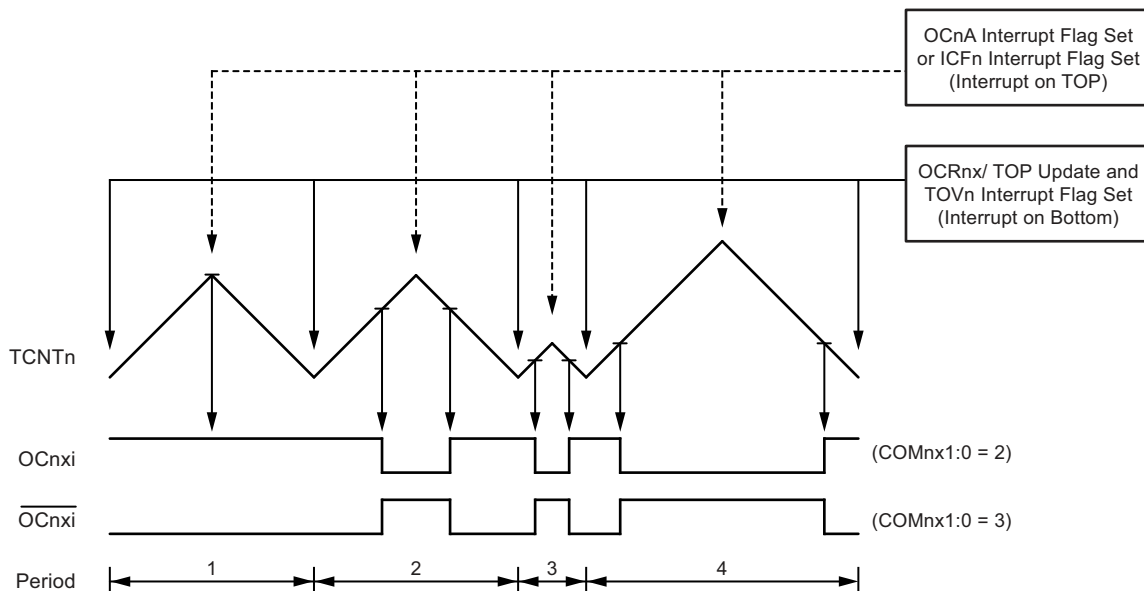 OCnA Interrupt Flag Set
or ICFn Interrupt Flag Set
(Interrupt on TOP)
OCRnx/ TOP Update and
TOVn Interrupt Flag Set
(Interrupt on Bottom)
TCNTn
OCnxi
(COMnx1:0 = 2)
OCnxi
(COMnx1:0 = 3)
Period
1
2
3
4